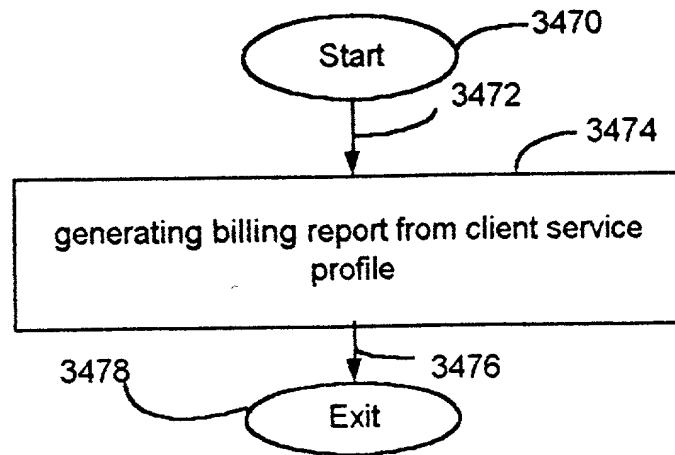 3470
Start
3472
3474
generating billing report from client service
profile
3476
3478
Exit